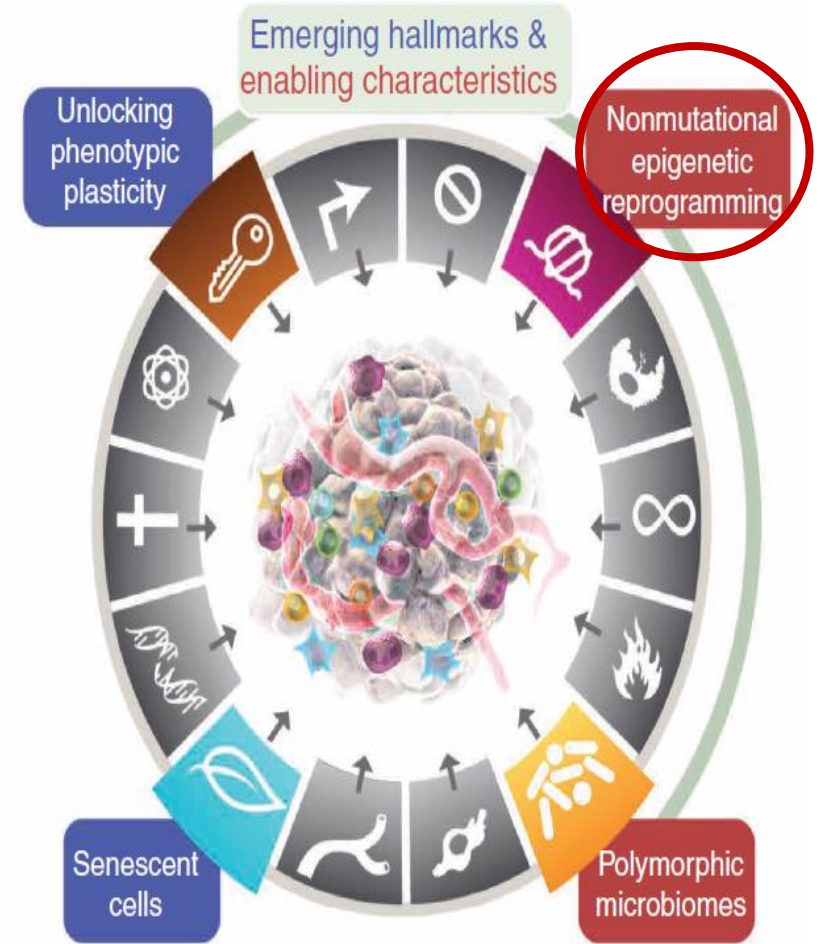 Emerging hallmarks &
enabling characteristics
Unlocking
phenotypic
plasticity
Nonmutational
epigenetic
reprogramming
Senescent
cells
Polymorphic
microbiomes